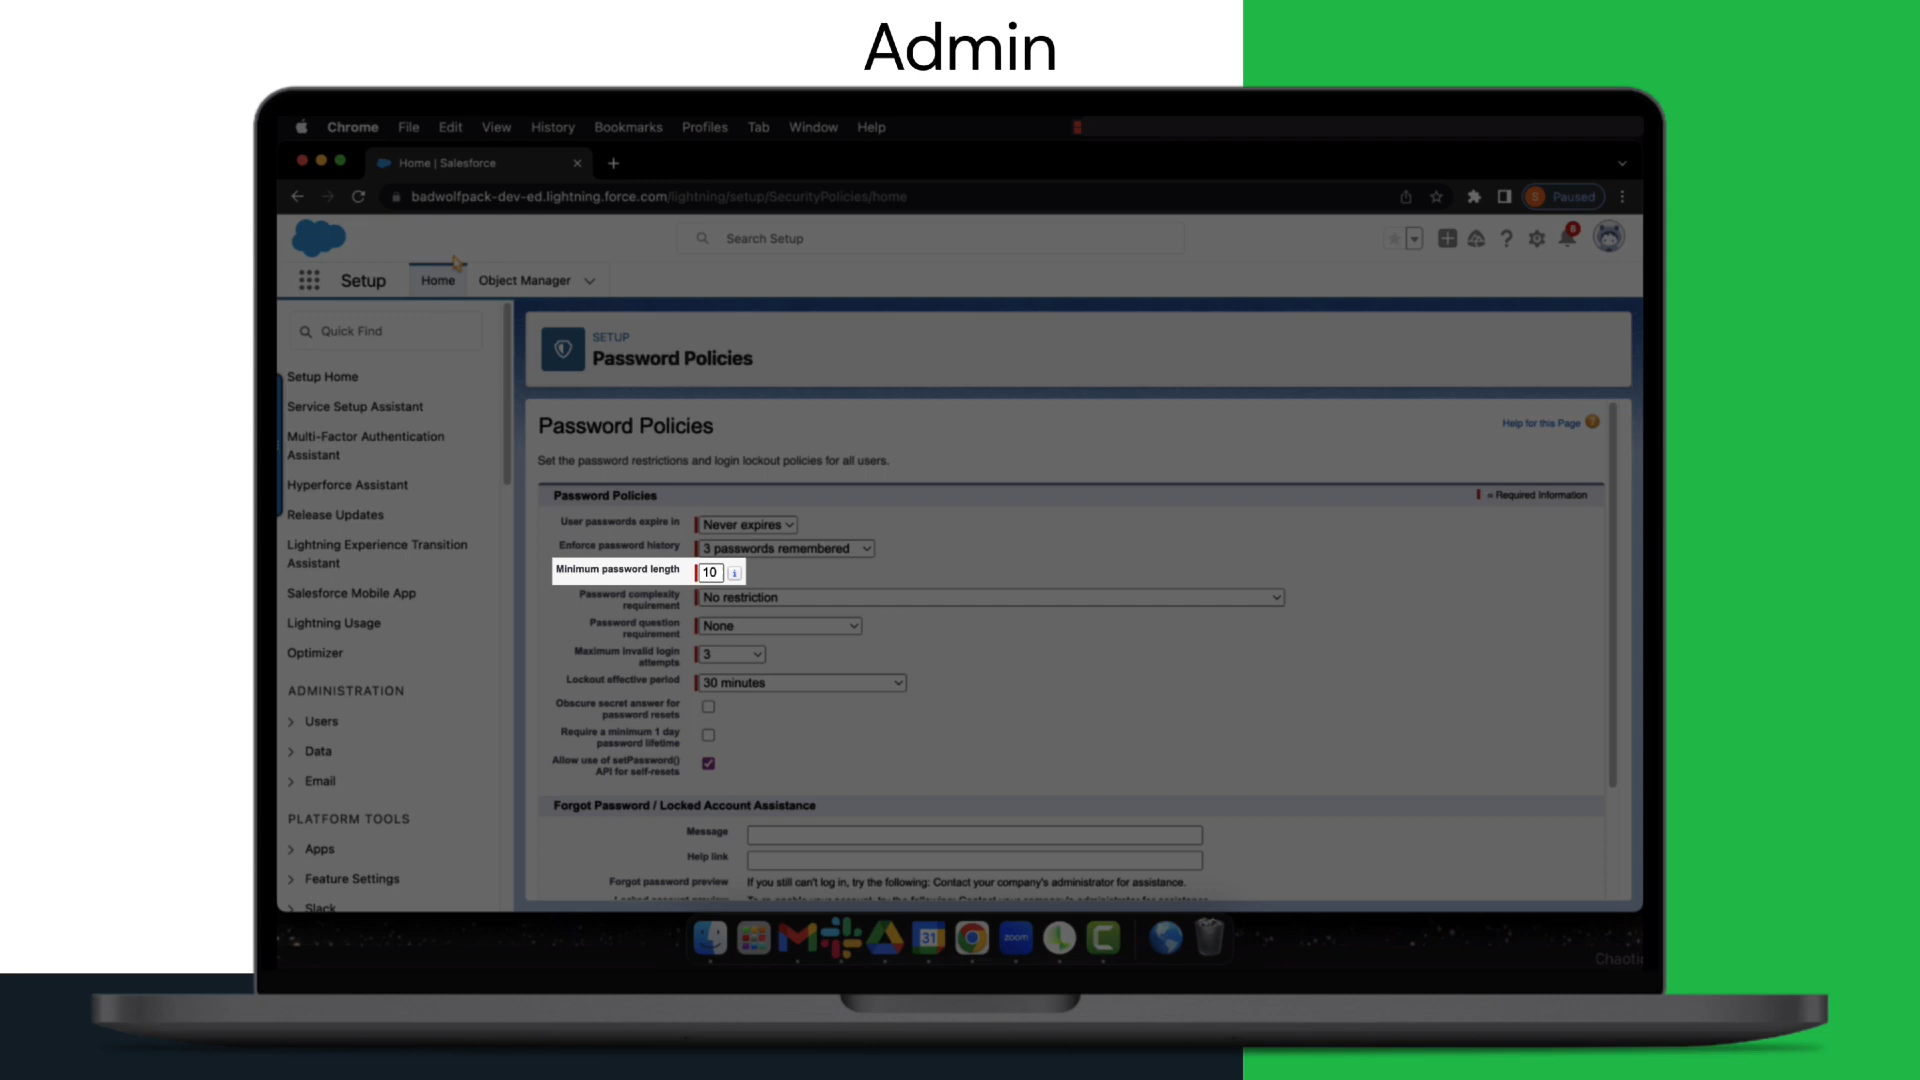 Admin
Chrome File Edit View History Bookmarks Profiles Tab Window Help
Home | Salesforce
badwolfpack-dev-ed.lightning.force.com/lightning/setup/SecurityPolicies/home
S Paused
Search Setup
8
Setup Home Object Manager
Quick Find
Setup Home
Service Setup Assistant
Multi-Factor Authentication
Assistant
Hyperforce Assistant
Release Updates
Lightning Experience Transition
Assistant
Salesforce Mobile App
Lightning Usage
Optimizer
ADMINISTRATION
Users
Data
Email
PLATFORM TOOLS
Apps
Feature Settings
Slack
SETUP
Password Policies
Password Policies
Help for this Page
Set the password restrictions and login lockout policies for all users.
Password Policies
= Required Information
User passwords expire in Never expires
Enforce password history 3 passwords remembered
Minimum password length 10 i
Password complexity
requirement No restriction
Password question
requirement None
Maximum invalid login
attempts 3
Lockout effective period 30 minutes
Obscure secret answer for
password resets
Require a minimum 1 day
password lifetime
Allow use of setPassword()
API for self-resets
Forgot Password / Locked Account Assistance
Message
Help link
Forgot password preview If you still can't log in, try the following: Contact your company's administrator for assistance.
31
zoom